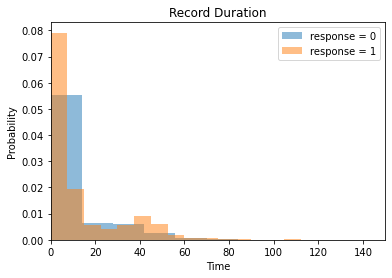 Record Duration
response = 0
response = 1
Probability
0.08
0.07
0.06
0.05
0.04
0.03
0.02
0.01
0.00
0 20 40 60 80 100 120 140
Time